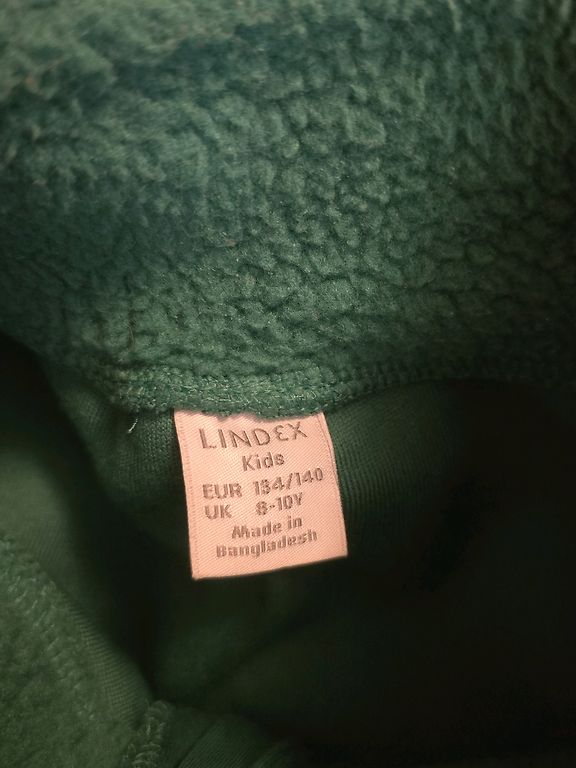 LINDEX
Kids
EUR 134/140
UK 8-10Y
Made in
Bangladesh